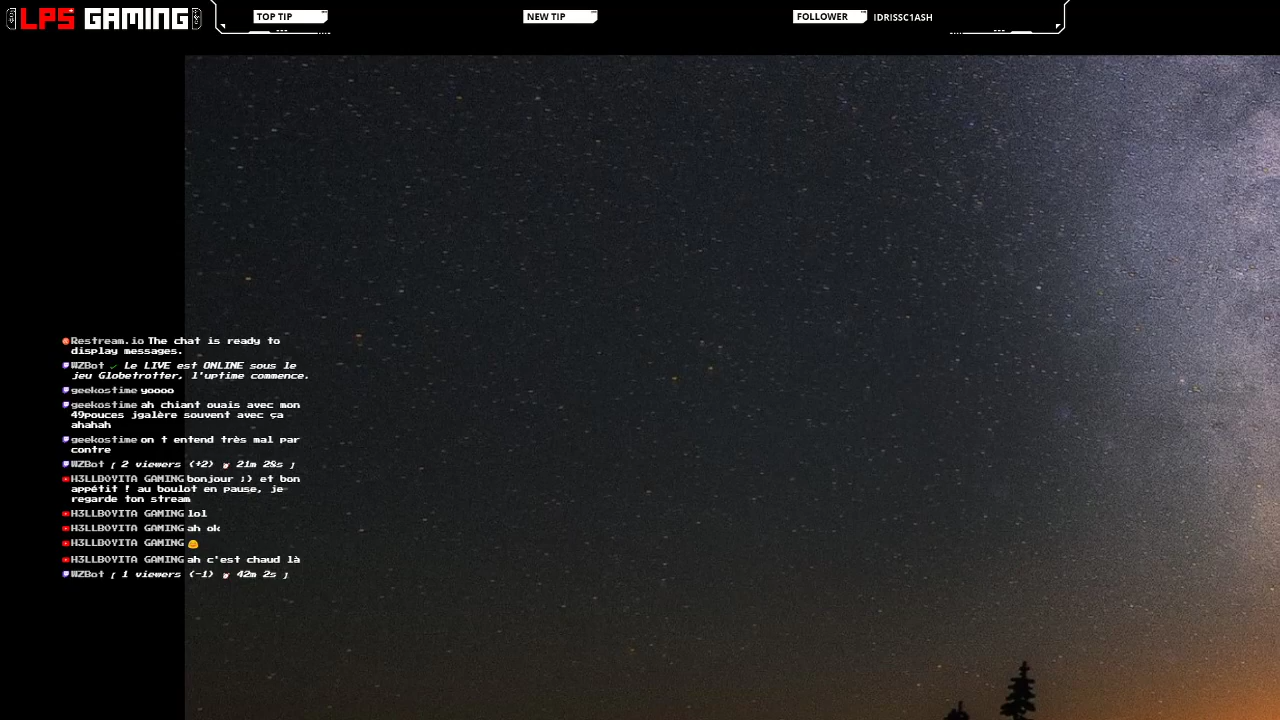 LPS GAMING
TOP TIP
NEW TIP
FOLLOWER IDRISSC1ASH
Restream.io The chat is ready to
display messages.
WZBot Le LIVE est ONLINE sous le
jeu Globetrotter, l'uptime commence.
geekostime yoooo
geekostime ah chiant ouais avec mon
49pouces jgalère souvent avec ça
ahahah
geekostime on t entend très mal par
contre
WZBot [ 2 viewers (+2) 21m 28s ]
H3LLBOYITA GAMING bonjour :) et bon
appétit ! au boulot en pause, je
regarde ton stream
H3LLBOYITA GAMING lol
H3LLBOYITA GAMING ah ok
H3LLBOYITA GAMING
H3LLBOYITA GAMING ah c'est chaud là
WZBot [ 1 viewers (-1) 42m 2s ]